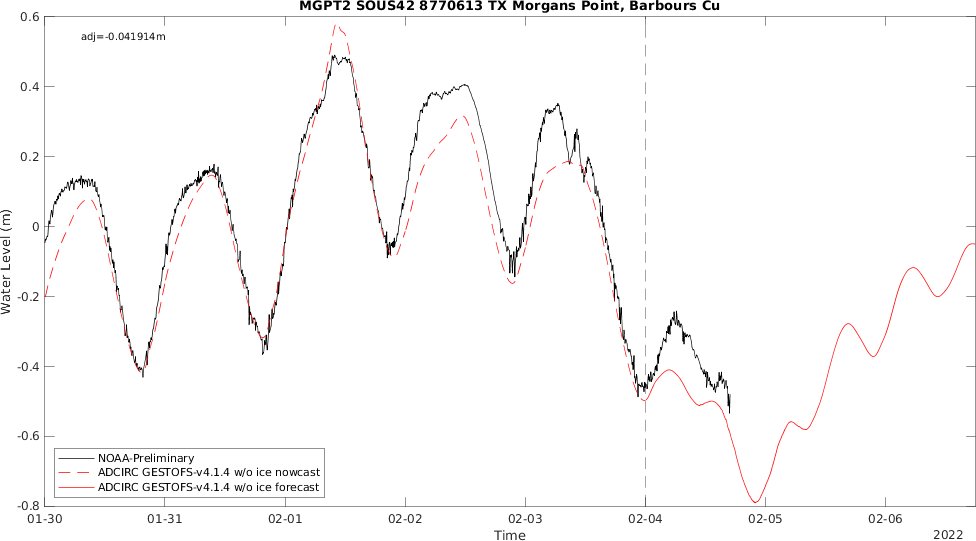 MGPT2 SOUS42 8770613 TX Morgans Point, Barbours Cu
adj=-0.041914m
0.6
0.4
0.2
0
-0.2
-0.4
-0.6
-0.8
Water Level (m)
NOAA-Preliminary
ADCIRC GESTOFS-v4.1.4 w/o ice nowcast
ADCIRC GESTOFS-v4.1.4 w/o ice forecast
01-30 01-31 02-01 02-02 02-03 02-04 02-05 02-06
Time
2022